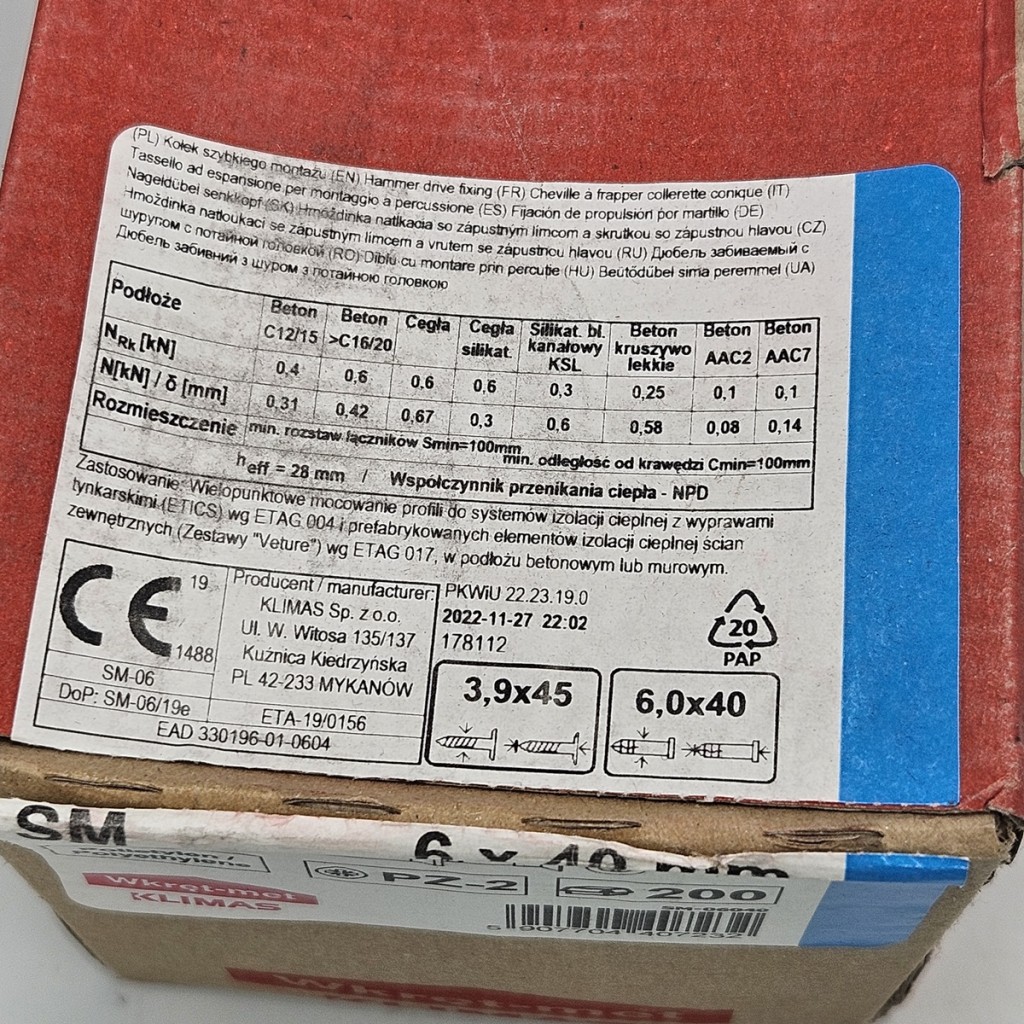 (PL) Kołek szybkiego montażu (EN) Hammer drive fixing (FR) Cheville à frapper collerette conique (IT)
Tassello ad espansione per montaggio a percussione (ES) Fijación de propulsión por martillo (DE)
Nageldübel senkkopf (SK) Hmoždinka natĺkacia so zápustným límcom a skrutkou so zápustnou hlavou (CZ)
Hmoždinka natloukací se zápustným límcem a vrutem se zápustnou hlavou (RU) Дюбель забиваемый с
шурупом с потайной головкой (RO) Diblu cu montare prin percuție (HU) Beütődübel sima peremmel (UA)
Дюбель забивний з шуром з потайною головкою
Podłoże Beton C12/15 Beton >C16/20 Cegła Cegła silikat. Silikat. bl. kanałowy KSL Beton kruszywo lekkie Beton AAC2 Beton AAC7
NRk [kN] 0,4 0,6 0,6 0,6 0,3 0,25 0,1 0,1
N[kN] / δ [mm] 0,31 0,42 0,67 0,3 0,6 0,58 0,08 0,14
Rozmieszczenie min. rozstaw łączników Smin=100mm min. odległość od krawędzi Cmin=100mm
heff = 28 mm / Współczynnik przenikania ciepła - NPD
Zastosowanie: Wielopunktowe mocowanie profili do systemów izolacji cieplnej z wyprawami
tynkarskimi (ETICS) wg ETAG 004 i prefabrykowanych elementów izolacji cieplnej ścian
zewnętrznych (Zestawy "Veture") wg ETAG 017, w podłożu betonowym lub murowym.
CE 19
1488
SM-06
DoP: SM-06/19e
Producent / manufacturer:
KLIMAS Sp. z o.o.
Ul. W. Witosa 135/137
Kuźnica Kiedrzyńska
PL 42-233 MYKANÓW
ETA-19/0156
EAD 330196-01-0604
PKWiU 22.23.19.0
2022-11-27 22:02
178112
20
PAP
3,9x45
6,0x40
SM 6 x 40 mm
polyethylene
PZ-2
200
Wkręt-met
KLIMAS
5 907704 407232
Wkręt-met